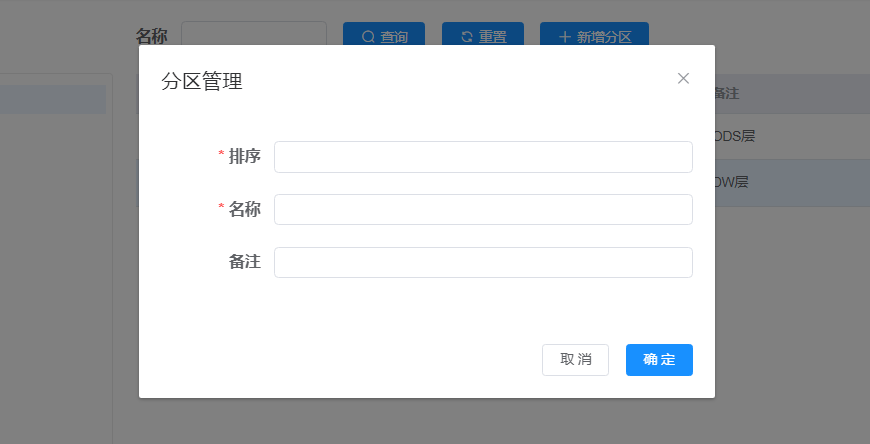 名称
查询
重置
新增分区
分区管理
备注
* 排序
ODS层
DW层
* 名称
备注
取消
确定